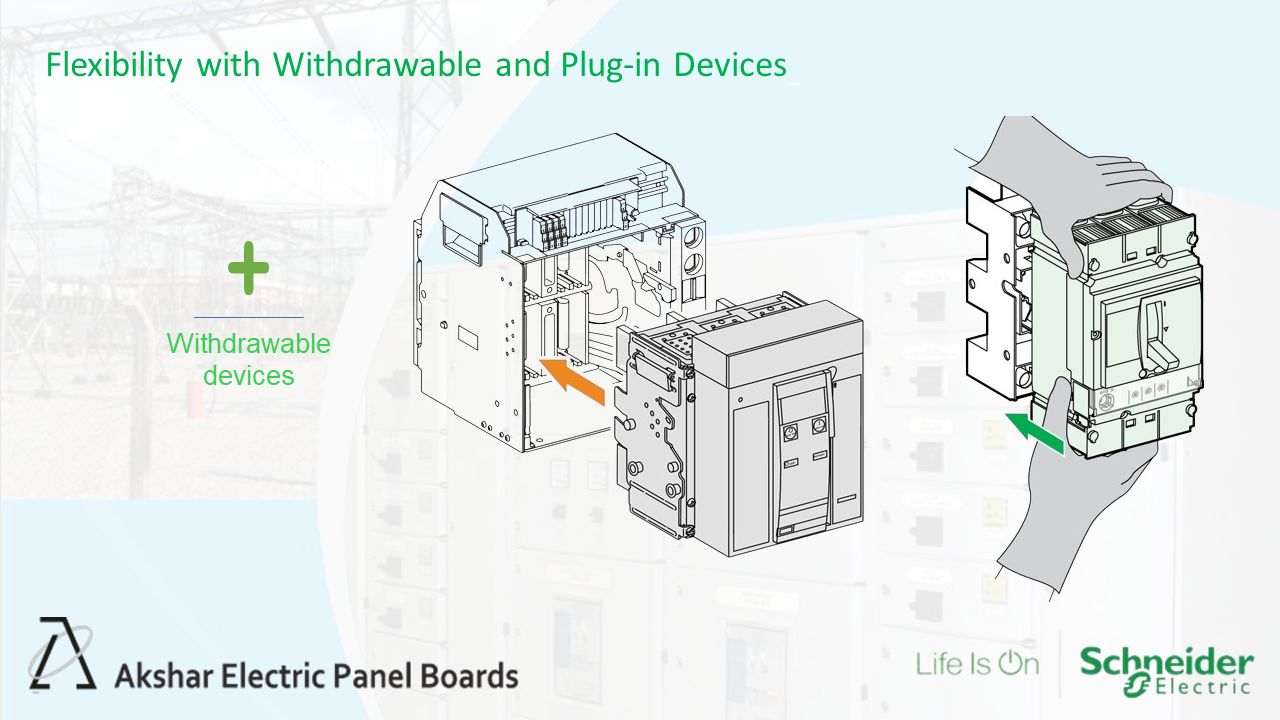 Flexibility with Withdrawable and Plug-in Devices
Withdrawable
devices
Akshar Electric Panel Boards
Life Is On
Schneider
Electric